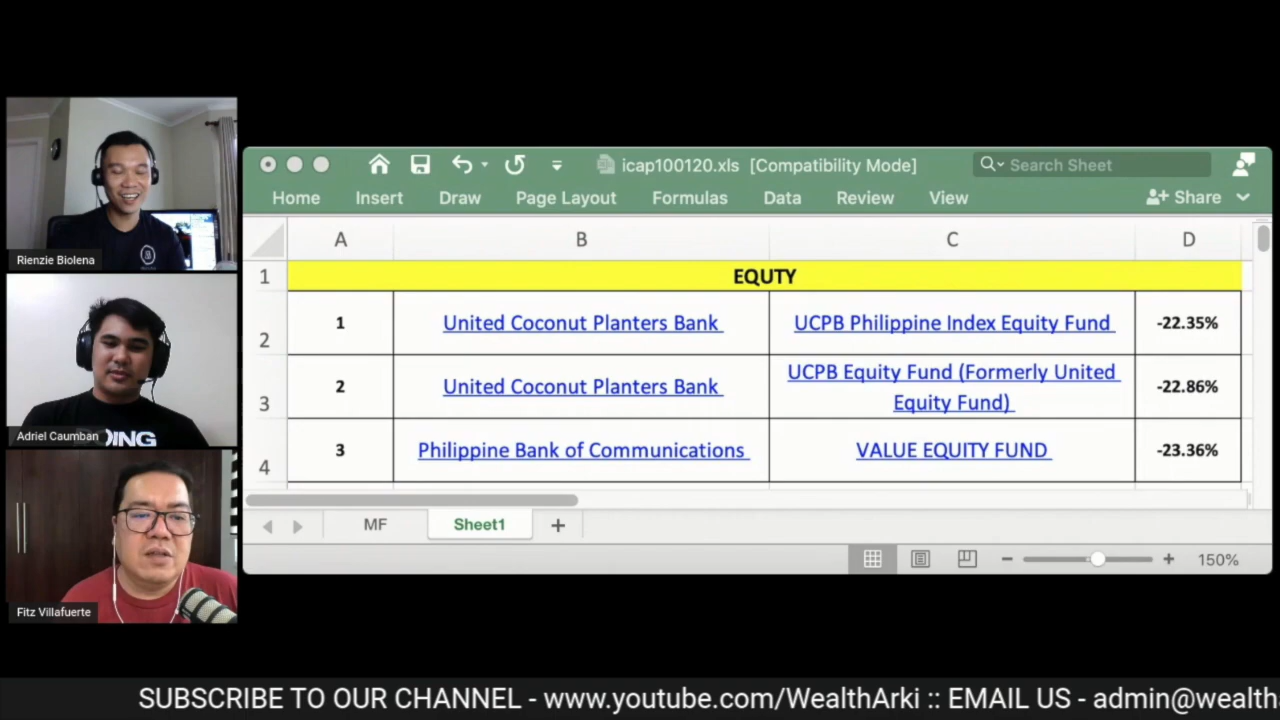 Rienzie Biolena
Adriel Caumban
DOING
Fitz Villafuerte
icap100120.xls [Compatibility Mode]
Search Sheet
Home Insert Draw Page Layout Formulas Data Review View Share
A B C D
1 EQUTY
2 1 United Coconut Planters Bank UCPB Philippine Index Equity Fund -22.35%
3 2 United Coconut Planters Bank UCPB Equity Fund (Formerly United
Equity Fund) -22.86%
4 3 Philippine Bank of Communications VALUE EQUITY FUND -23.36%
MF Sheet1 +
150%
SUBSCRIBE TO OUR CHANNEL - www.youtube.com/WealthArki :: EMAIL US - admin@wealth